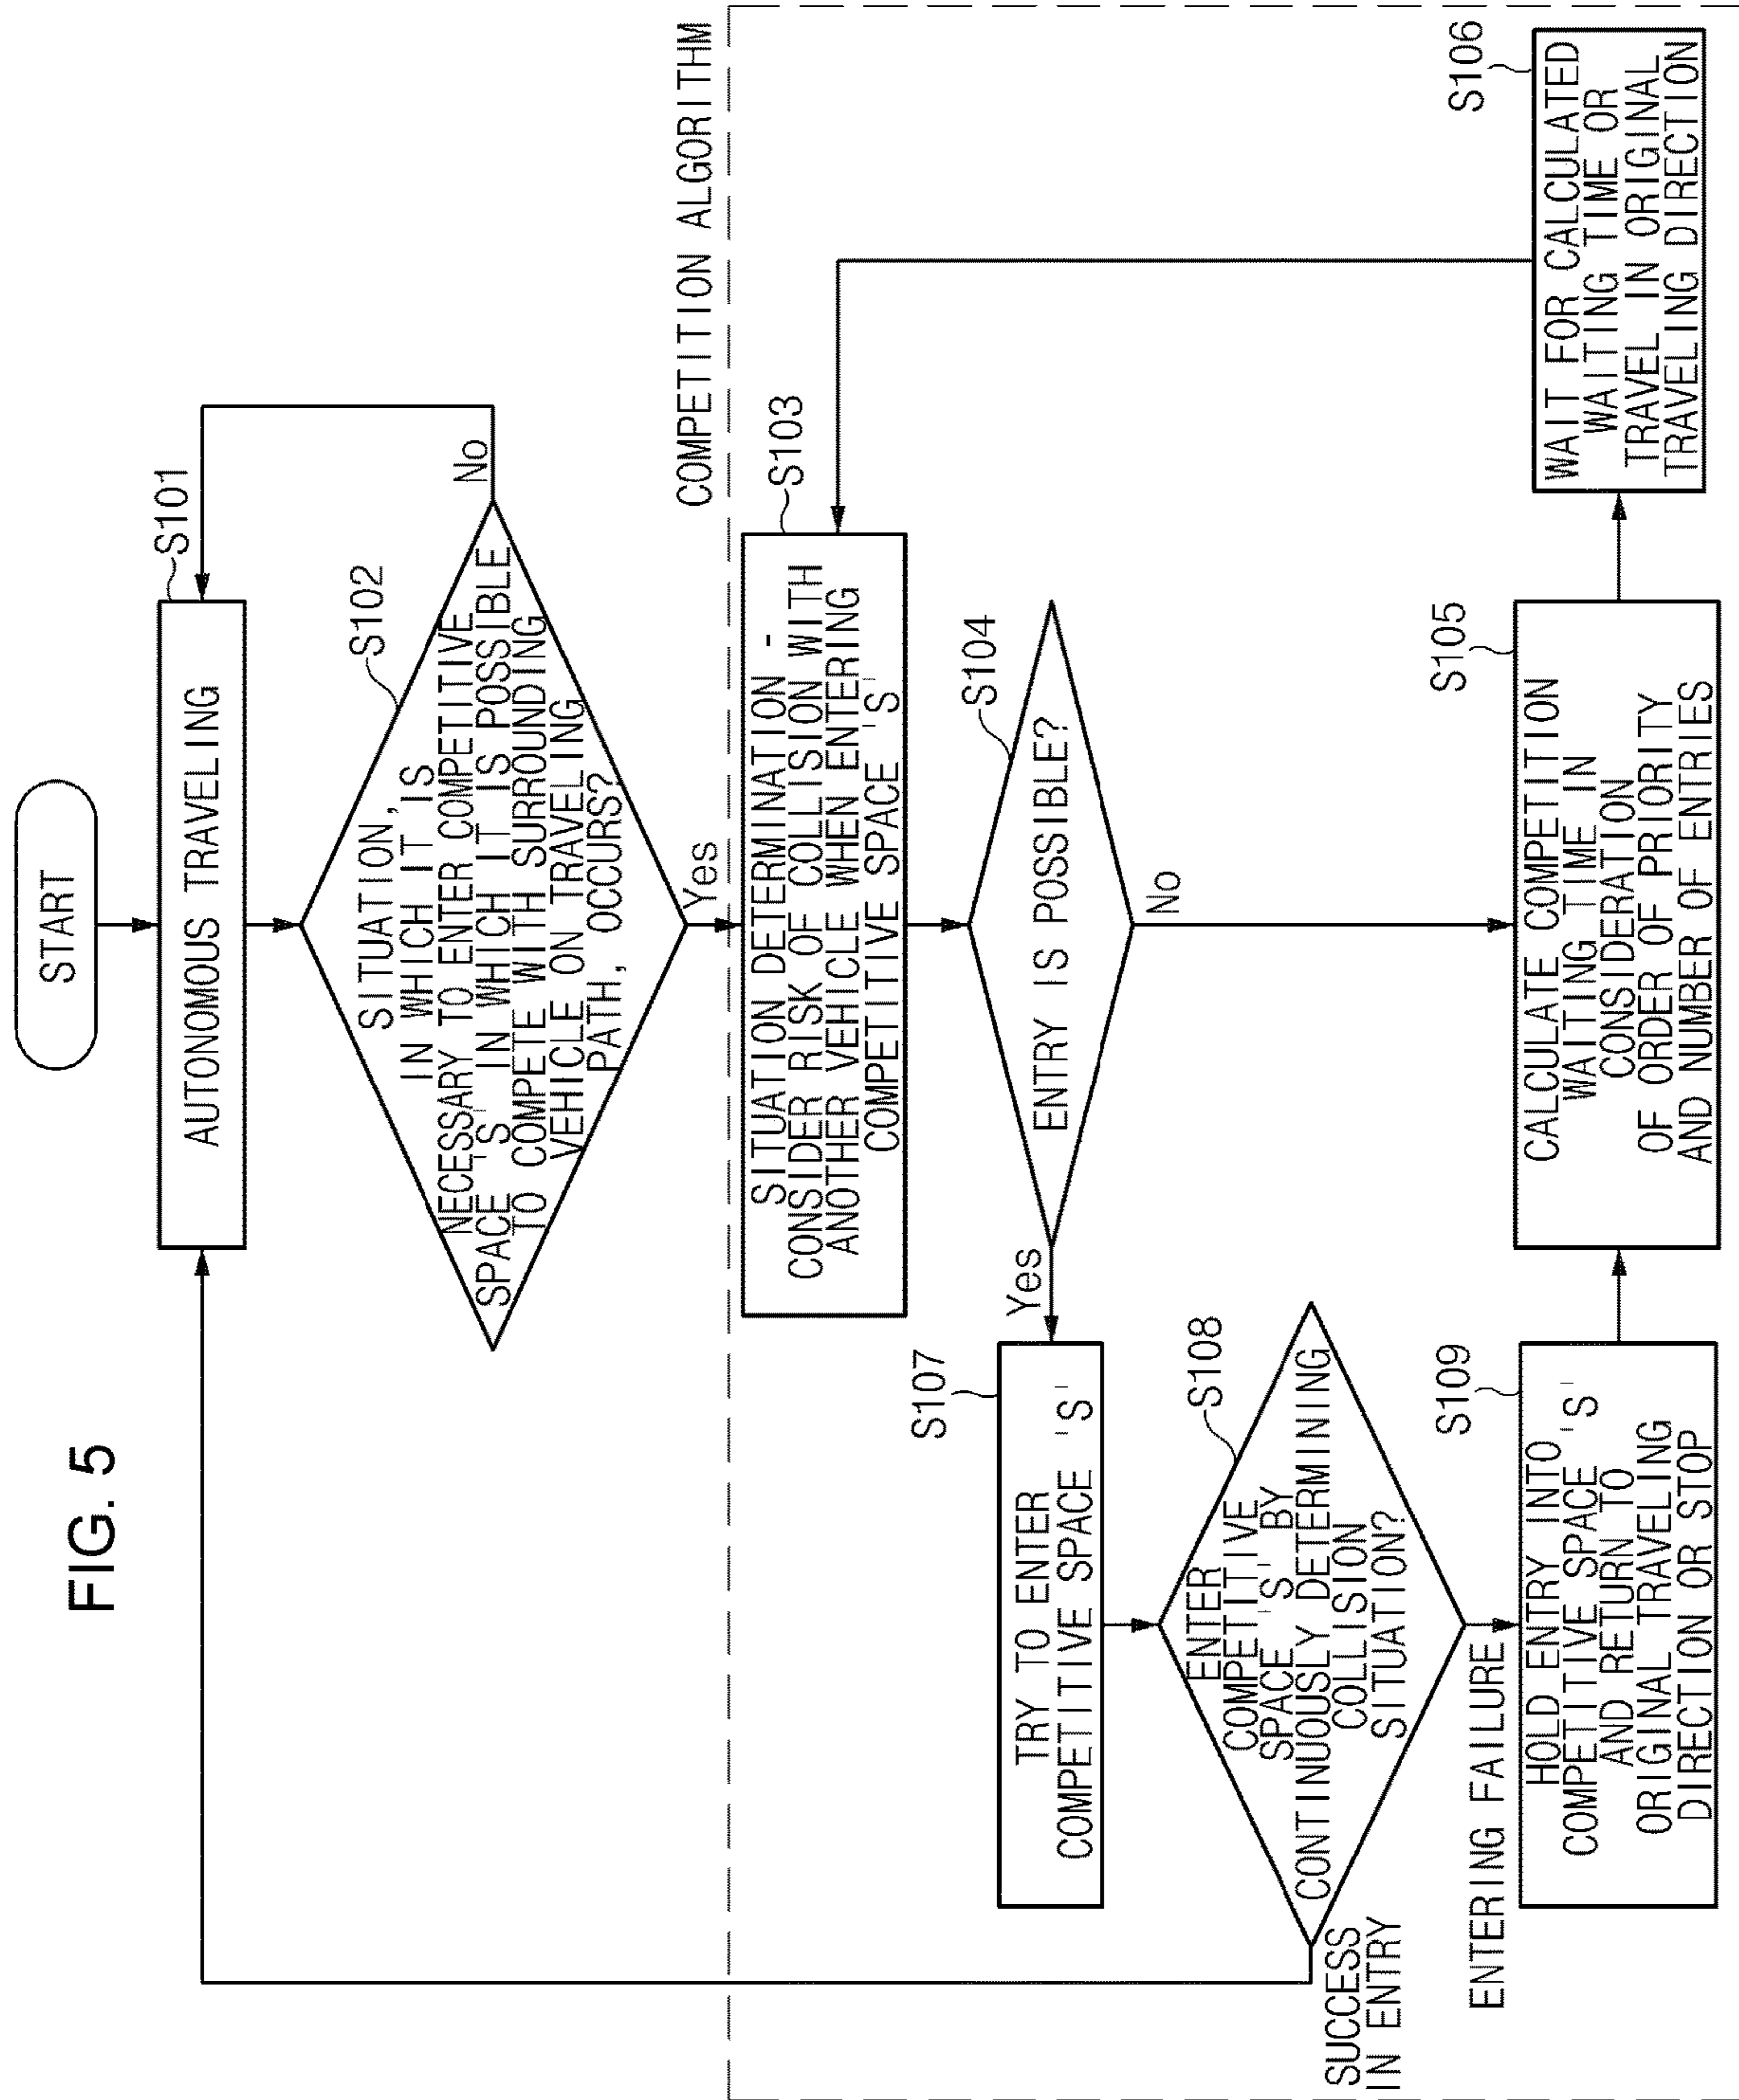 FIG. 5
START
AUTONOMOUS TRAVELING
S101
SITUATION,
IN WHICH IT IS
NECESSARY TO ENTER COMPETITIVE
SPACE 'S' IN WHICH IT IS POSSIBLE
TO COMPETE WITH SURROUNDING
VEHICLE ON TRAVELING
PATH, OCCURS?
S102
No
Yes
COMPETITION ALGORITHM
SITUATION DETERMINATION -
CONSIDER RISK OF COLLISION WITH
ANOTHER VEHICLE WHEN ENTERING
COMPETITIVE SPACE 'S'
S103
ENTRY IS POSSIBLE?
S104
Yes
No
S107
TRY TO ENTER
COMPETITIVE SPACE 'S'
ENTER
COMPETITIVE
SPACE 'S' BY
CONTINUOUSLY DETERMINING
COLLISION
SITUATION?
S108
SUCCESS
IN ENTRY
ENTERING FAILURE
S109
HOLD ENTRY INTO
COMPETITIVE SPACE 'S'
AND RETURN TO
ORIGINAL TRAVELING
DIRECTION OR STOP
S105
CALCULATE COMPETITION
WAITING TIME IN
CONSIDERATION
OF ORDER OF PRIORITY
AND NUMBER OF ENTRIES
S106
WAIT FOR CALCULATED
WAITING TIME OR
TRAVEL IN ORIGINAL
TRAVELING DIRECTION